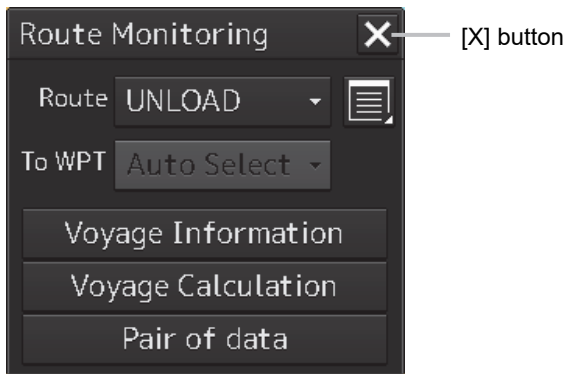 Route Monitoring
[X] button
Route UNLOAD
To WPT Auto Select
Voyage Information
Voyage Calculation
Pair of data